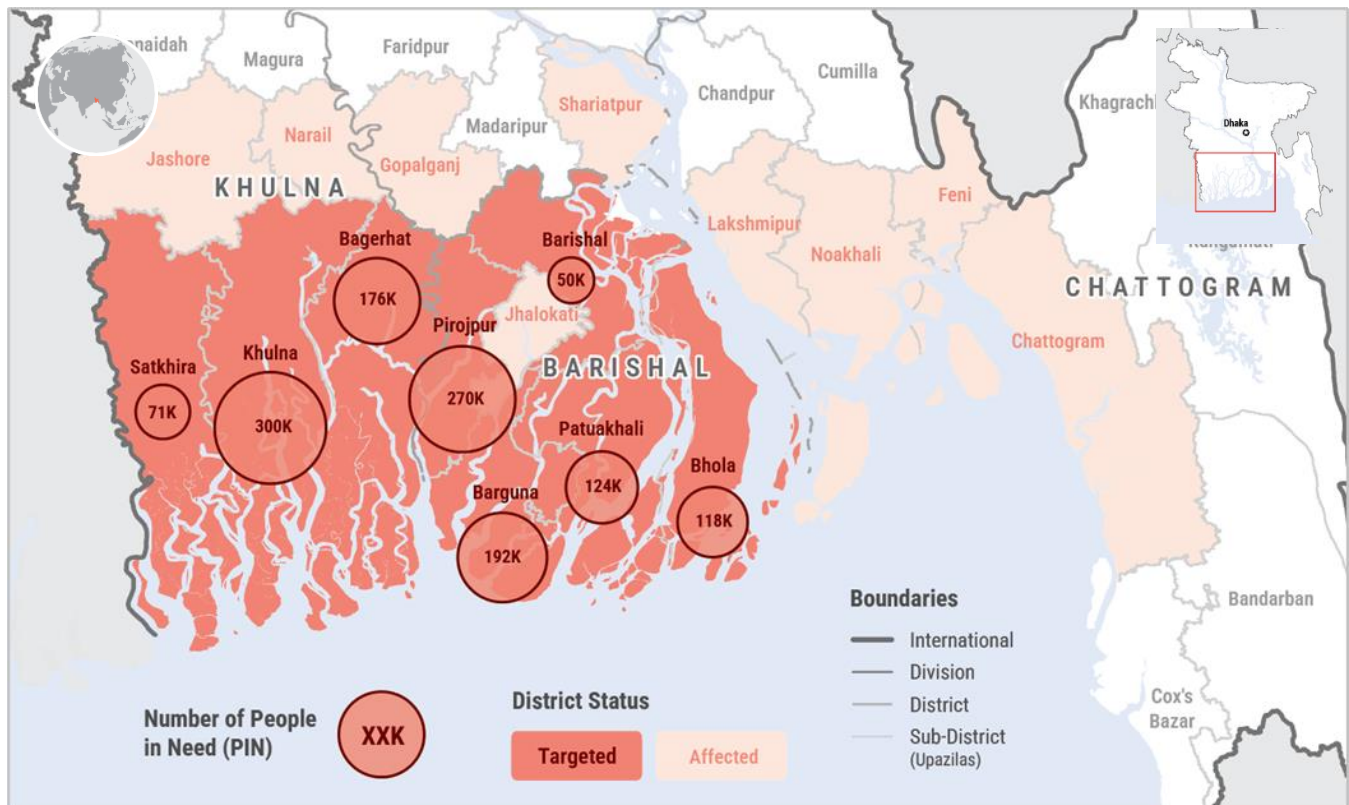 Faridpur
Magura
Cumilla
Chandpur
Shariatpur
Madaripur
Narail
Jashore
Gopalganj
KHULNA
Dhaka
Feni
Lakshmipur
Noakhali
Bagerhat
176K
Barishal
50K
CHATTOGRAM
Jhalokati
Pirojpur
270K
BARISHAL
Chattogram
Satkhira
71K
Khulna
300K
Patuakhali
124K
Bhola
118K
Barguna
192K
Bandarban
Cox's
Bazar
Boundaries
International
Division
District
Sub-District
(Upazilas)
Number of People
in Need (PIN)
XXK
District Status
Targeted
Affected